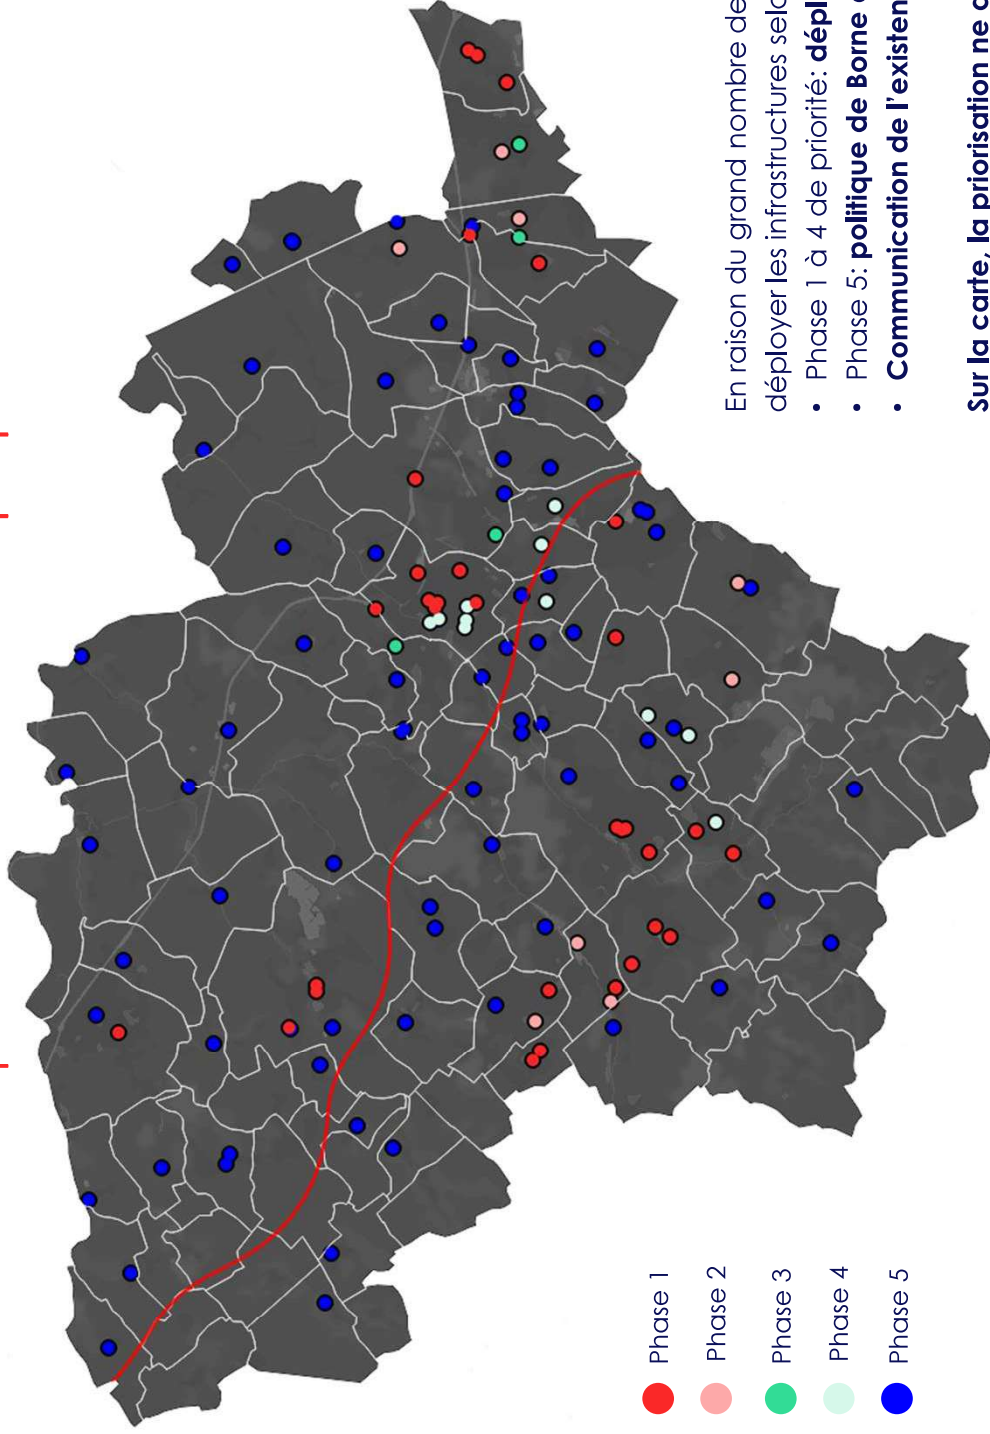 En raison du grand nombre de
déployer les infrastructures selo
• Phase 1 à 4 de priorité: dépl
• Phase 5: politique de Borne
• Communication de l'existen
Sur la carte, la priorisation ne
Phase 1
Phase 2
Phase 3
Phase 4
Phase 5